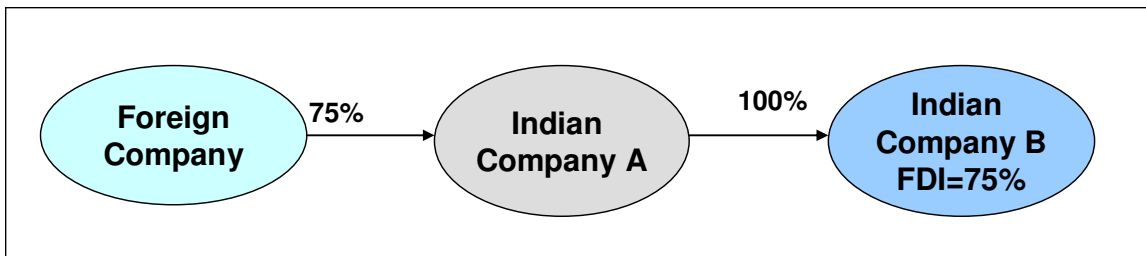 Foreign
Company
75%
Indian
Company A
100%
Indian
Company B
FDI=75%